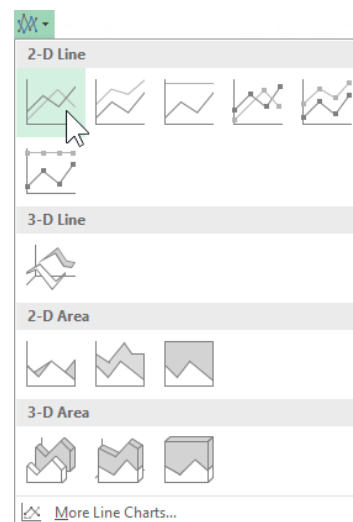 2-D Line
3-D Line
2-D Area
3-D Area
More Line Charts...